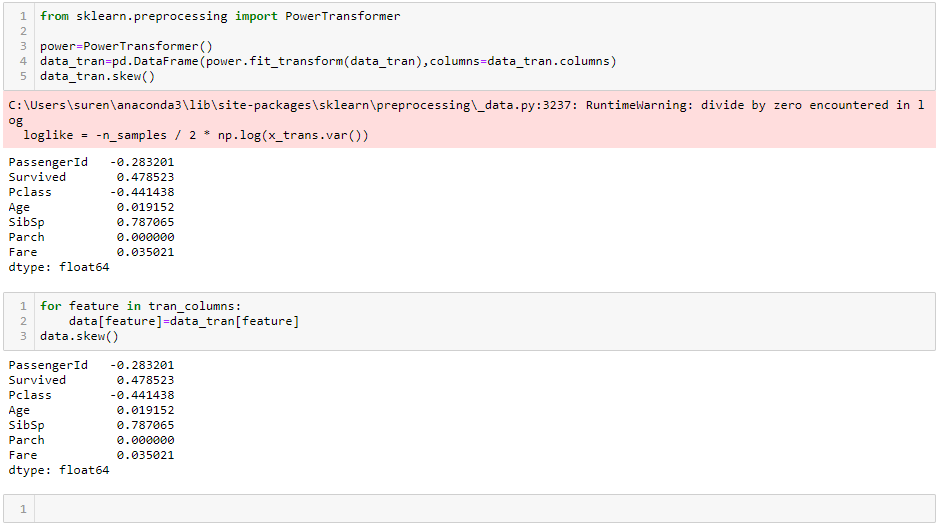 1 from sklearn.preprocessing import PowerTransformer
2
3 power=PowerTransformer()
4 data_tran=pd.DataFrame(power.fit_transform(data_tran),columns=data_tran.columns)
5 data_tran.skew()
C:\Users\suren\anaconda3\lib\site-packages\sklearn\preprocessing\_data.py:3237: RuntimeWarning: divide by zero encountered in l
og
  loglike = -n_samples / 2 * np.log(x_trans.var())
PassengerId   -0.283201
Survived       0.478523
Pclass        -0.441438
Age            0.019152
SibSp          0.787065
Parch          0.000000
Fare           0.035021
dtype: float64
1 for feature in tran_columns:
2     data[feature]=data_tran[feature]
3 data.skew()
PassengerId   -0.283201
Survived       0.478523
Pclass        -0.441438
Age            0.019152
SibSp          0.787065
Parch          0.000000
Fare           0.035021
dtype: float64
1